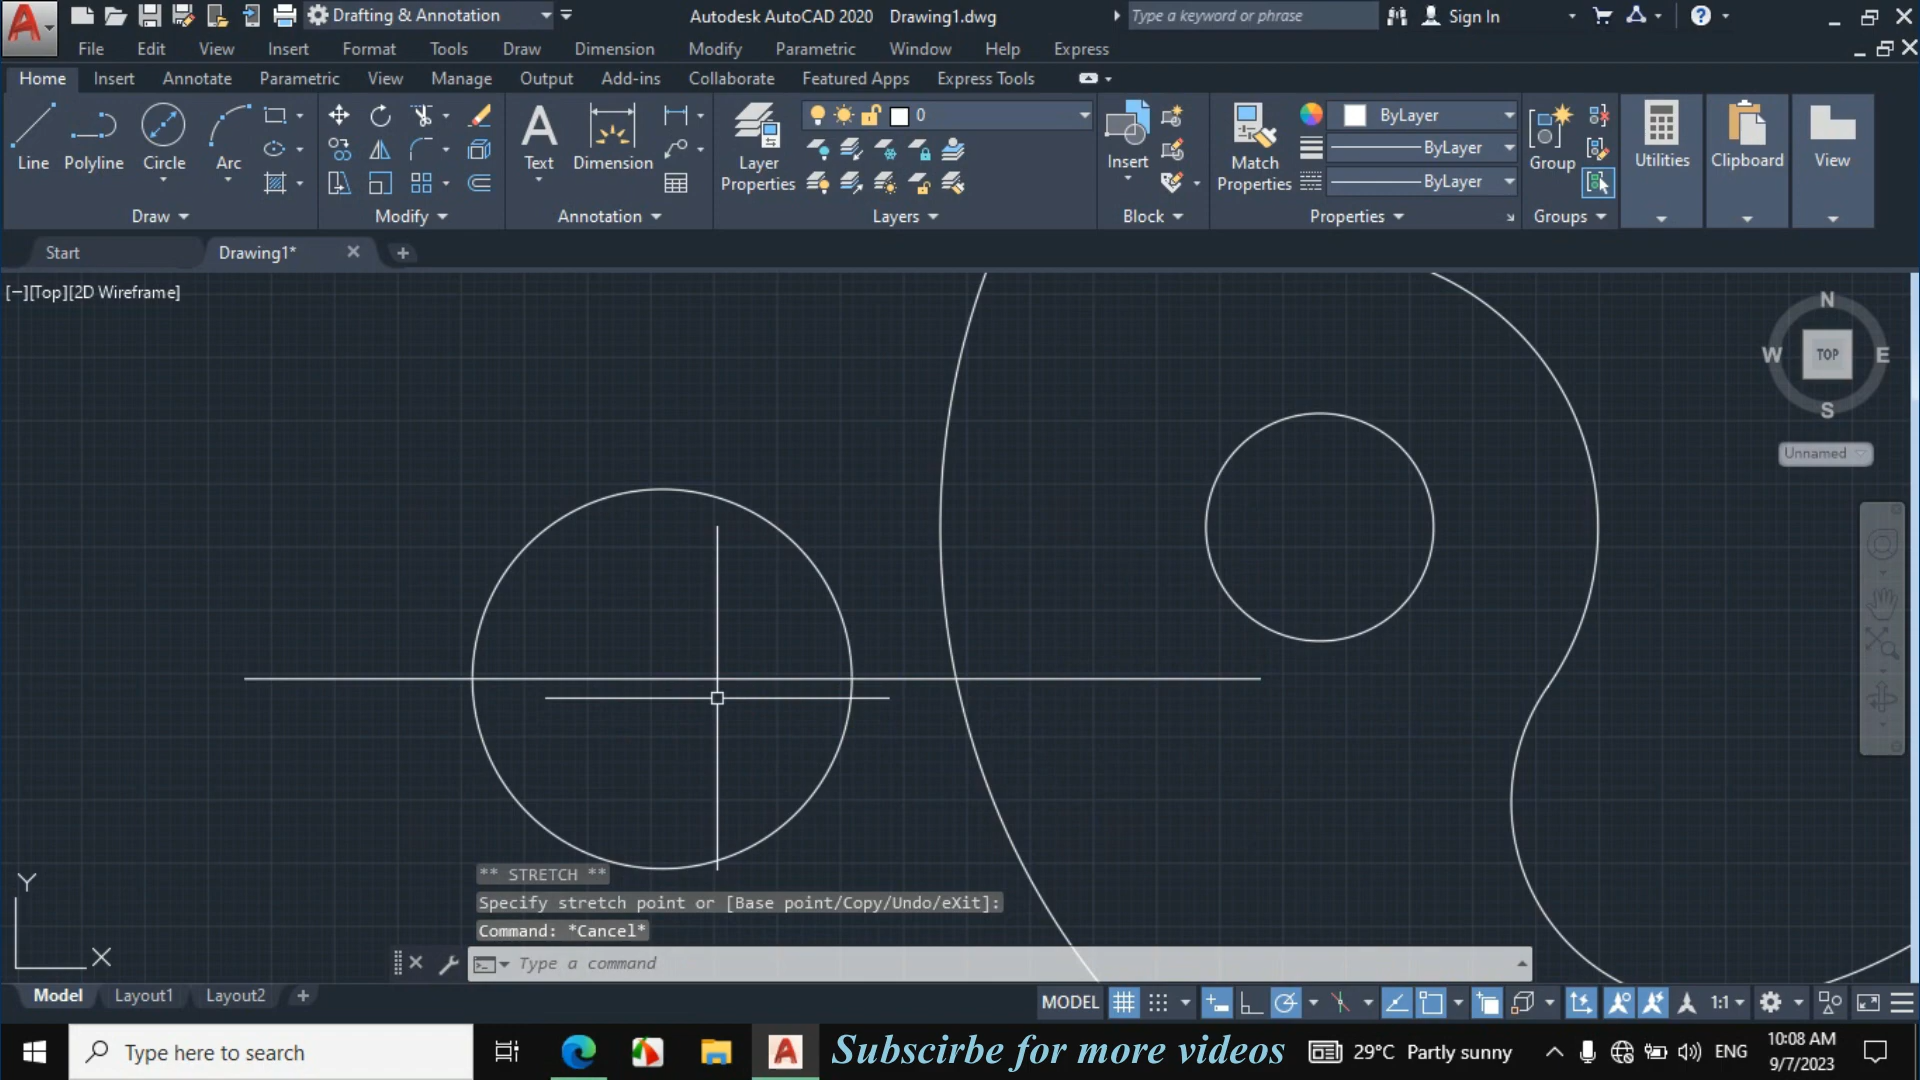 Drafting & Annotation
Autodesk AutoCAD 2020 Drawing1.dwg
Type a keyword or phrase
Sign In
File Edit View Insert Format Tools Draw Dimension Modify Parametric Window Help Express
Home Insert Annotate Parametric View Manage Output Add-ins Collaborate Featured Apps Express Tools
Line Polyline Circle Arc
Text Dimension
Layer Properties
0
Insert
Match Properties
ByLayer
ByLayer
ByLayer
Group
Utilities Clipboard View
Draw Modify Annotation Layers Block Properties Groups
Start Drawing1*
[−][Top][2D Wireframe]
N
W TOP E
S
Unnamed
Y
X
** STRETCH **
Specify stretch point or [Base point/Copy/Undo/eXit]:
Command: *Cancel*
Type a command
Model Layout1 Layout2 +
MODEL 1:1
Type here to search
Subscirbe for more videos
29°C Partly sunny
ENG
10:08 AM
9/7/2023